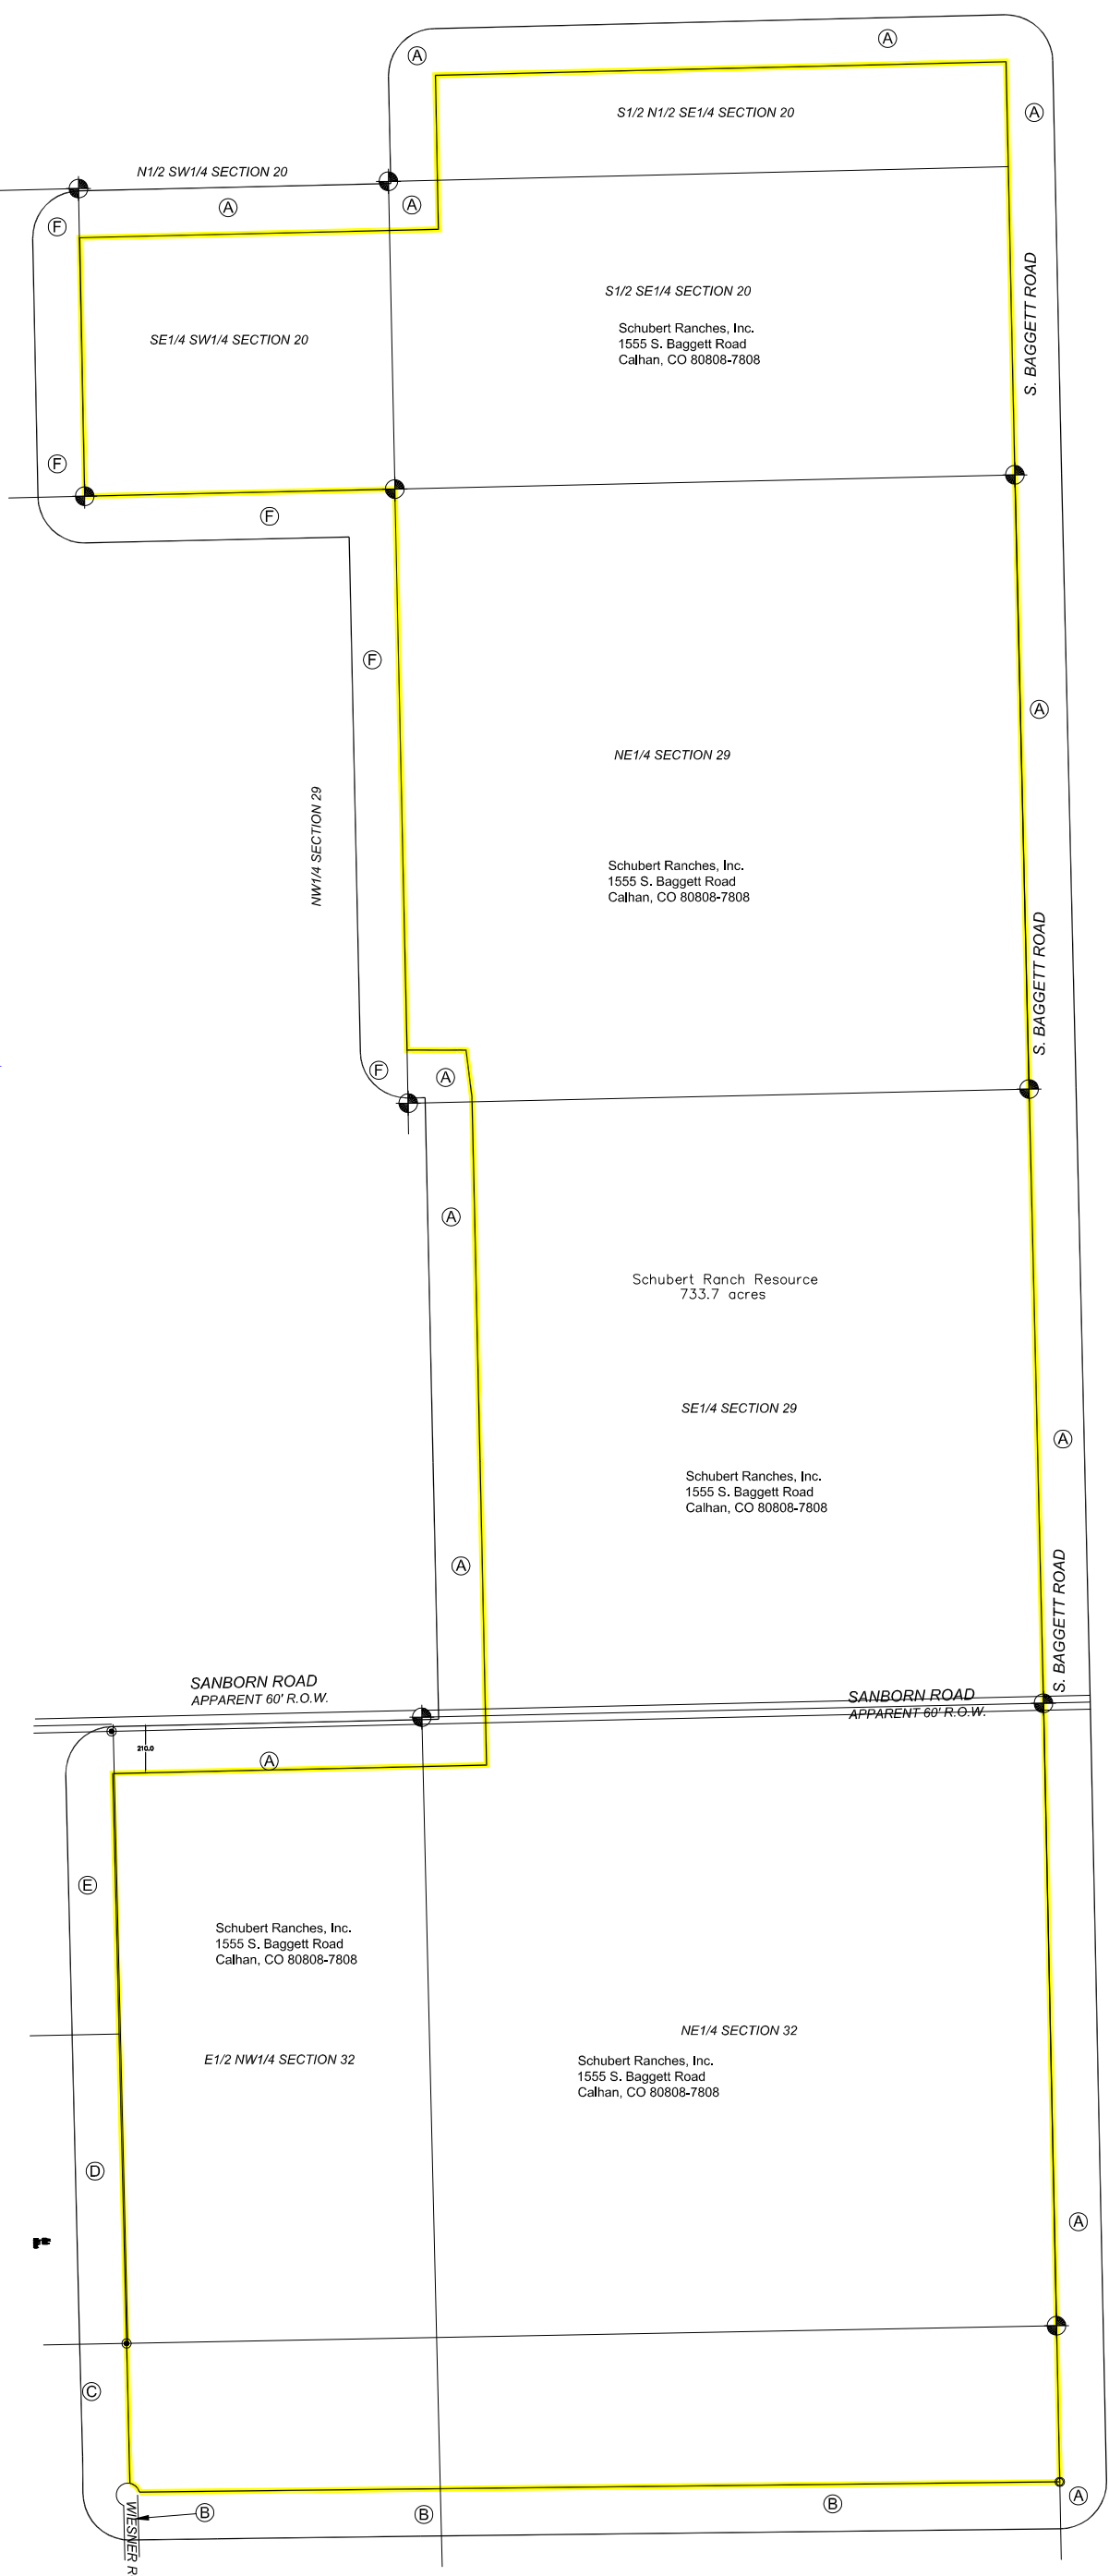 A
A
S1/2 N1/2 SE1/4 SECTION 20
A
N1/2 SW1/4 SECTION 20
A
A
F
S1/2 SE1/4 SECTION 20
S. BAGGETT ROAD
Schubert Ranches, Inc.
1555 S. Baggett Road
Calhan, CO 80808-7808
SE1/4 SW1/4 SECTION 20
F
F
F
A
NE1/4 SECTION 29
NW1/4 SECTION 29
Schubert Ranches, Inc.
1555 S. Baggett Road
Calhan, CO 80808-7808
S. BAGGETT ROAD
F
A
A
Schubert Ranch Resource
733.7 acres
SE1/4 SECTION 29
A
Schubert Ranches, Inc.
1555 S. Baggett Road
Calhan, CO 80808-7808
A
S. BAGGETT ROAD
SANBORN ROAD
APPARENT 60' R.O.W.
SANBORN ROAD
APPARENT 60' R.O.W.
210.0
A
E
Schubert Ranches, Inc.
1555 S. Baggett Road
Calhan, CO 80808-7808
E1/2 NW1/4 SECTION 32
NE1/4 SECTION 32
Schubert Ranches, Inc.
1555 S. Baggett Road
Calhan, CO 80808-7808
D
A
C
A
B
B
B
WIESNER R